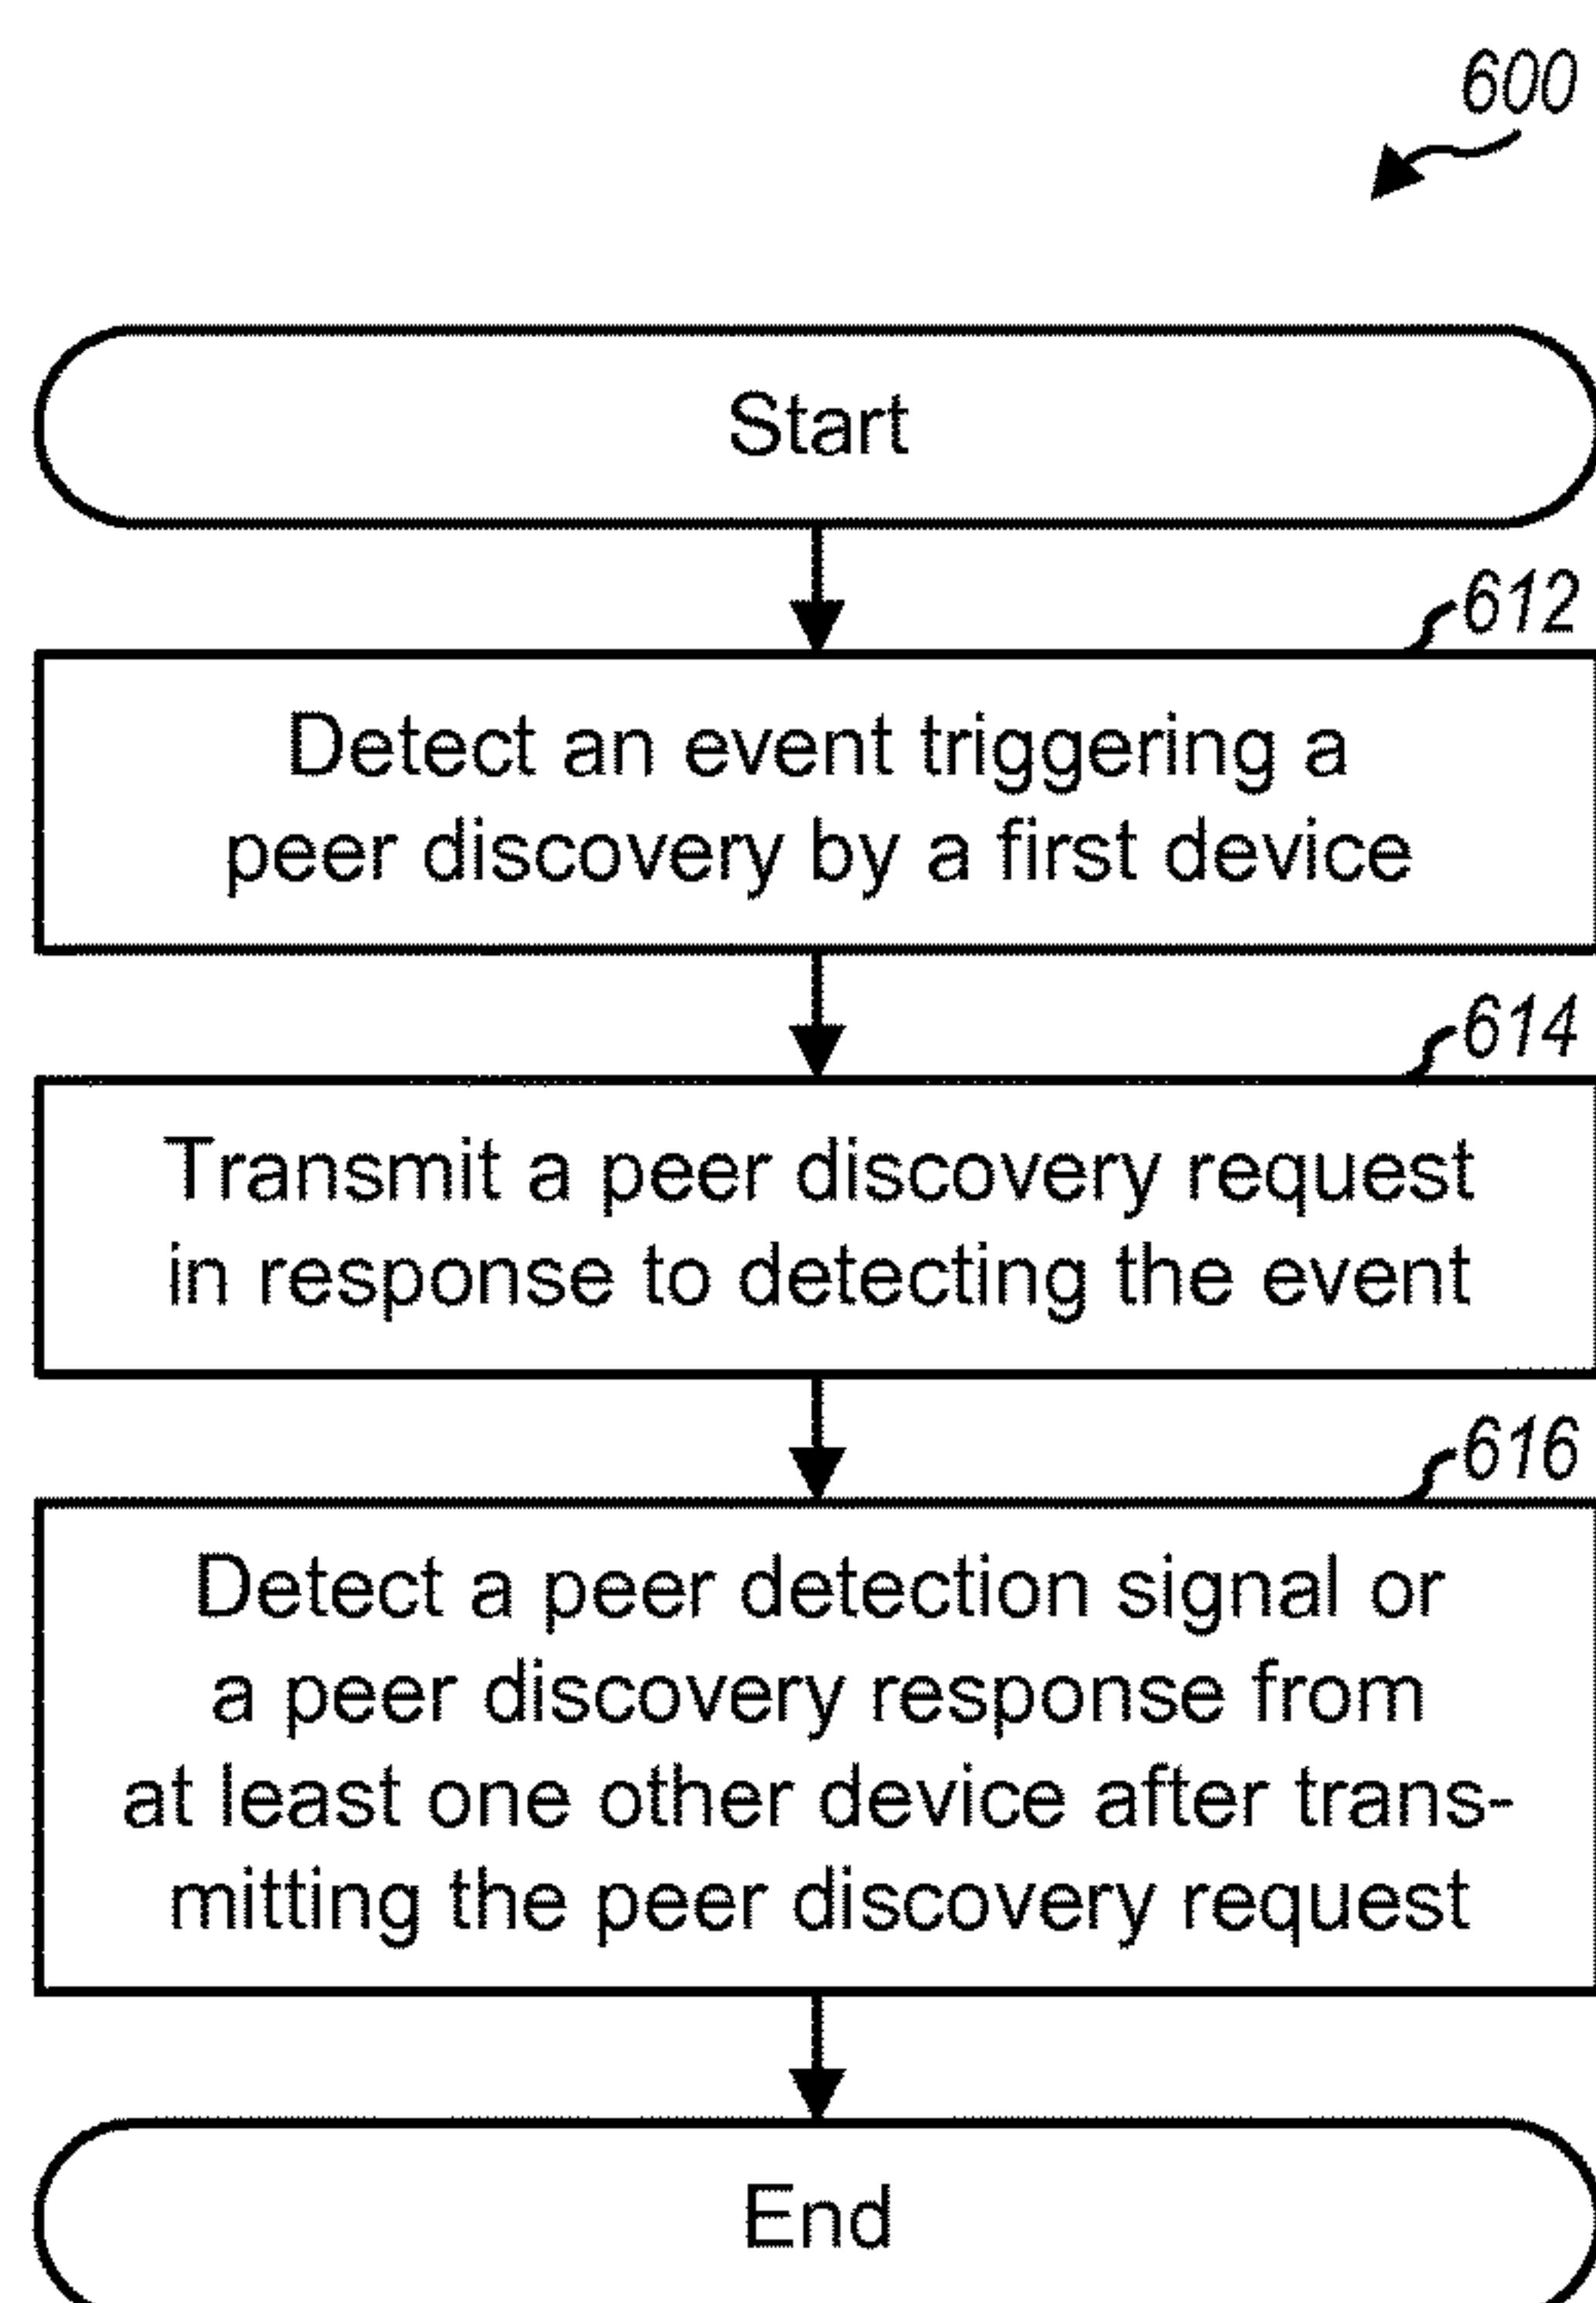 600
Start
612
Detect an event triggering a
peer discovery by a first device
614
Transmit a peer discovery request
in response to detecting the event
616
Detect a peer detection signal or
a peer discovery response from
at least one other device after trans-
mitting the peer discovery request
End